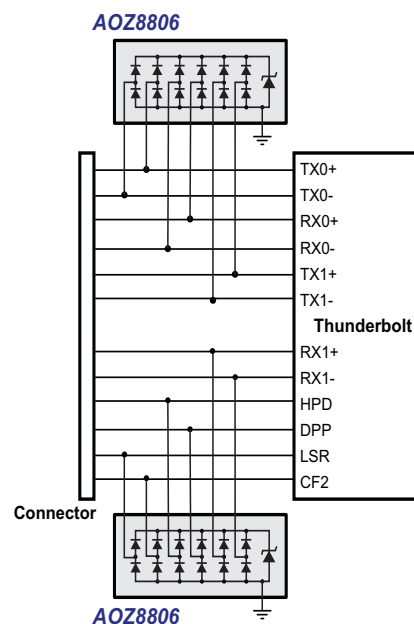 AOZ8806
TX0+
TX0-
RX0+
RX0-
TX1+
TX1-
Thunderbolt
RX1+
RX1-
HPD
DPP
LSR
CF2
Connector
AOZ8806